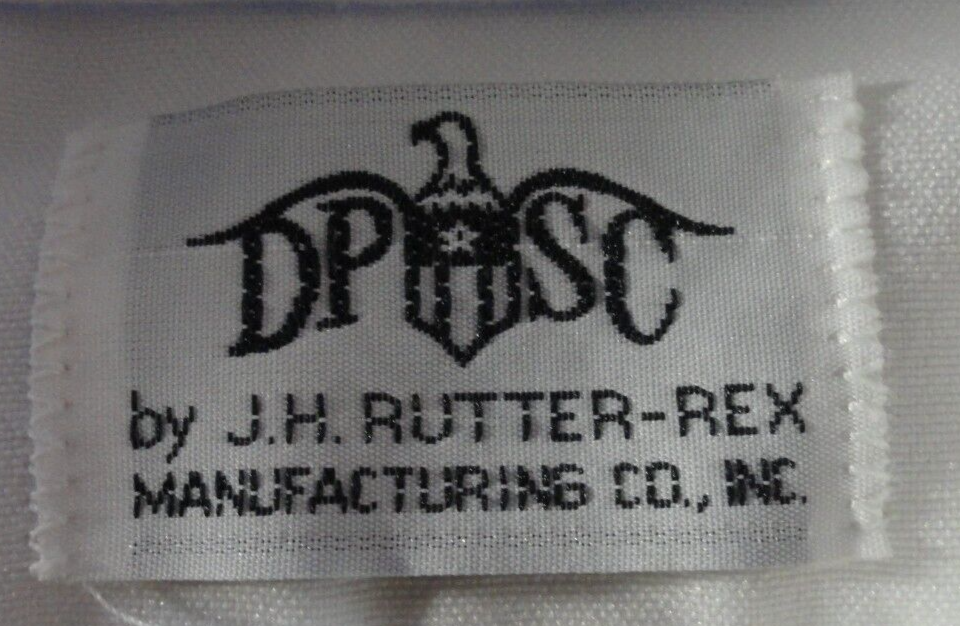 DPSC
by J.H. RUTTER-REX
MANUFACTURING CO., INC.